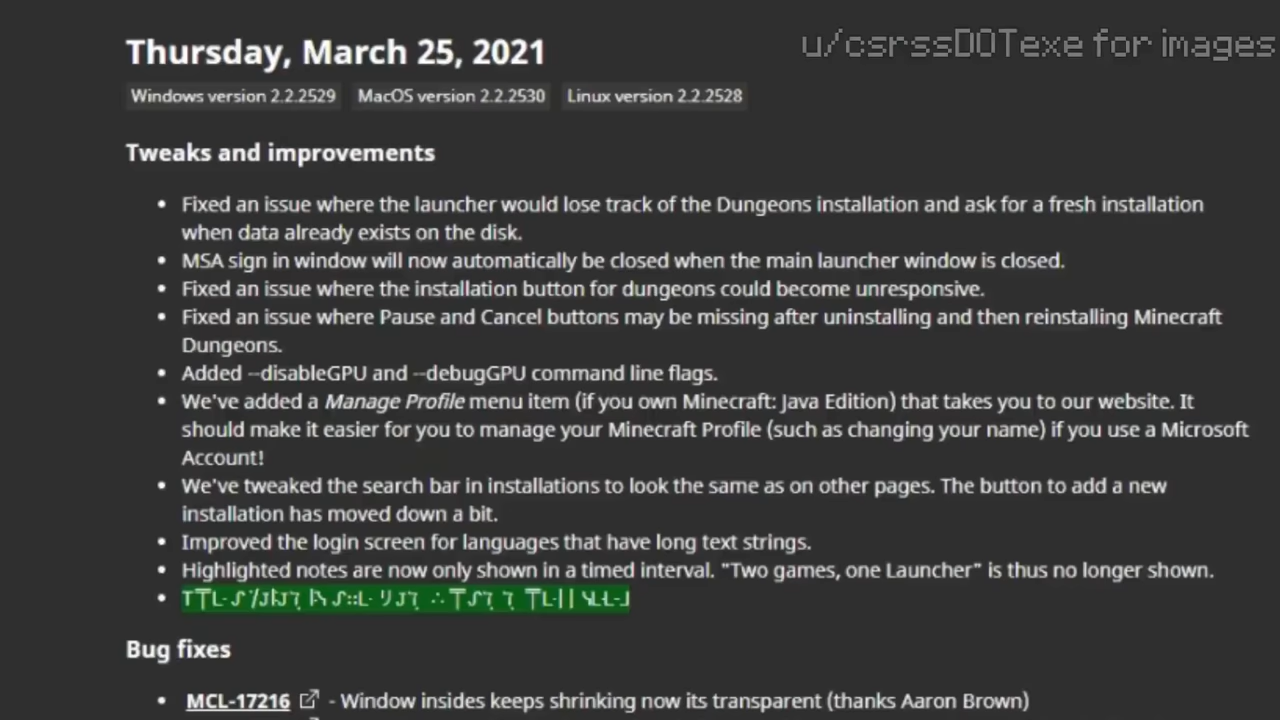 u/csrssDOTexe for images
Thursday, March 25, 2021
Windows version 2.2.2529 MacOS version 2.2.2530 Linux version 2.2.2528
Tweaks and improvements
• Fixed an issue where the launcher would lose track of the Dungeons installation and ask for a fresh installation
when data already exists on the disk.
• MSA sign in window will now automatically be closed when the main launcher window is closed.
• Fixed an issue where the installation button for dungeons could become unresponsive.
• Fixed an issue where Pause and Cancel buttons may be missing after uninstalling and then reinstalling Minecraft
Dungeons.
• Added --disableGPU and --debugGPU command line flags.
• We've added a Manage Profile menu item (if you own Minecraft: Java Edition) that takes you to our website. It
should make it easier for you to manage your Minecraft Profile (such as changing your name) if you use a Microsoft
Account!
• We've tweaked the search bar in installations to look the same as on other pages. The button to add a new
installation has moved down a bit.
• Improved the login screen for languages that have long text strings.
• Highlighted notes are now only shown in a timed interval. "Two games, one Launcher" is thus no longer shown.
Bug fixes
• MCL-17216 - Window insides keeps shrinking now its transparent (thanks Aaron Brown)